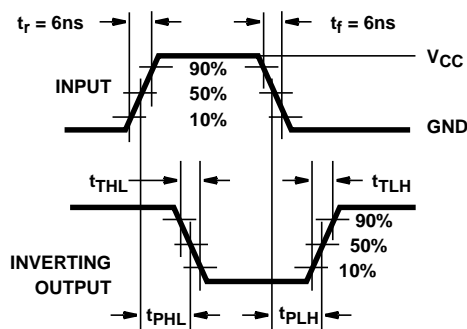 tr = 6ns
tf = 6ns
VCC
90%
INPUT
50%
10%
GND
tTHL
tTLH
90%
50%
INVERTING
OUTPUT
10%
tPHL
tPLH